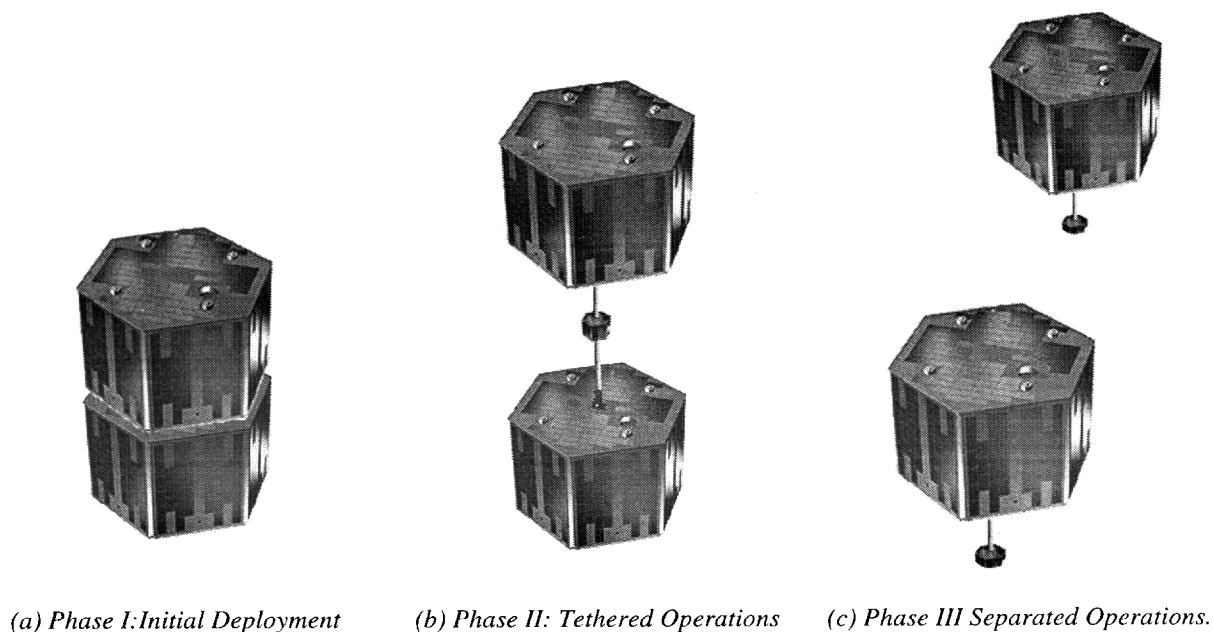 (a) Phase I:Initial Deployment (b) Phase II: Tethered Operations (c) Phase III Separated Operations.